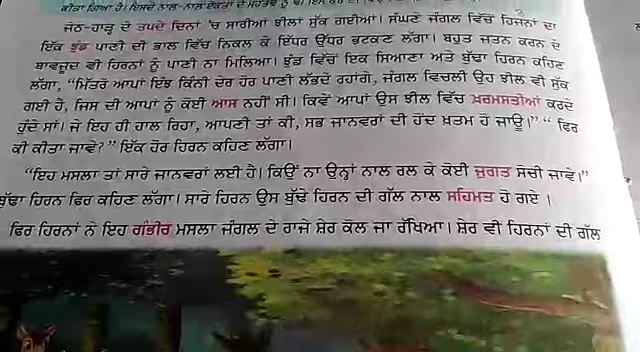 ਜੇਠ-ਹਾੜ੍ਹ ਦੇ ਤਪਦੇ ਦਿਨਾਂ 'ਚ ਸਾਰੀਆਂ ਝੀਲਾਂ ਸੁੱਕ ਗਈਆਂ। ਸੰਘਣੇ ਜੰਗਲ ਵਿੱਚ ਹਿਰਨਾਂ ਦਾ
ਇੱਕ ਝੁੰਡ ਪਾਣੀ ਦੀ ਭਾਲ ਵਿੱਚ ਨਿਕਲ ਕੇ ਇੱਧਰ ਉੱਧਰ ਭਟਕਣ ਲੱਗਾ। ਬਹੁਤ ਜਤਨ ਕਰਨ ਦੇ
ਬਾਵਜੂਦ ਵੀ ਹਿਰਨਾਂ ਨੂੰ ਪਾਣੀ ਨਾ ਮਿਲਿਆ। ਝੁੰਡ ਵਿੱਚੋਂ ਇਕ ਸਿਆਣਾ ਅਤੇ ਬੁੱਢਾ ਹਿਰਨ ਕਹਿਣ
ਲੱਗਾ, "ਮਿੱਤਰੋ ਆਪਾਂ ਇੰਝ ਕਿੰਨੀ ਦੇਰ ਹੋਰ ਪਾਣੀ ਲੱਭਦੇ ਰਹਾਂਗੇ, ਜੰਗਲ ਵਿਚਲੀ ਉਹ ਝੀਲ ਵੀ ਸੁੱਕ
ਗਈ ਹੈ, ਜਿਸ ਦੀ ਆਪਾਂ ਨੂੰ ਕੋਈ ਆਸ ਨਹੀਂ ਸੀ। ਕਿਵੇਂ ਆਪਾਂ ਉਸ ਝੀਲ ਵਿੱਚ ਖ਼ਰਮਸਤੀਆਂ ਕਰਦੇ
ਹੁੰਦੇ ਸਾਂ। ਜੇ ਇਹ ਹੀ ਹਾਲ ਰਿਹਾ, ਆਪਣੀ ਤਾਂ ਕੀ, ਸਭ ਜਾਨਵਰਾਂ ਦੀ ਹੋਂਦ ਖ਼ਤਮ ਹੋ ਜਾਊ।" "ਫਿਰ
ਕੀ ਕੀਤਾ ਜਾਵੇ?" ਇੱਕ ਹੋਰ ਹਿਰਨ ਕਹਿਣ ਲੱਗਾ।
"ਇਹ ਮਸਲਾ ਤਾਂ ਸਾਰੇ ਜਾਨਵਰਾਂ ਲਈ ਹੈ। ਕਿਉਂ ਨਾ ਉਨ੍ਹਾਂ ਨਾਲ ਰਲ ਕੇ ਕੋਈ ਜੁਗਤ ਸੋਚੀ ਜਾਵੇ।"
ਬੁੱਢਾ ਹਿਰਨ ਫਿਰ ਕਹਿਣ ਲੱਗਾ। ਸਾਰੇ ਹਿਰਨ ਉਸ ਬੁੱਢੇ ਹਿਰਨ ਦੀ ਗੱਲ ਨਾਲ ਸਹਿਮਤ ਹੋ ਗਏ।
ਫਿਰ ਹਿਰਨਾਂ ਨੇ ਇਹ ਗੰਭੀਰ ਮਸਲਾ ਜੰਗਲ ਦੇ ਰਾਜੇ ਸ਼ੇਰ ਕੋਲ ਜਾ ਰੱਖਿਆ। ਸ਼ੇਰ ਵੀ ਹਿਰਨਾਂ ਦੀ ਗੱਲ